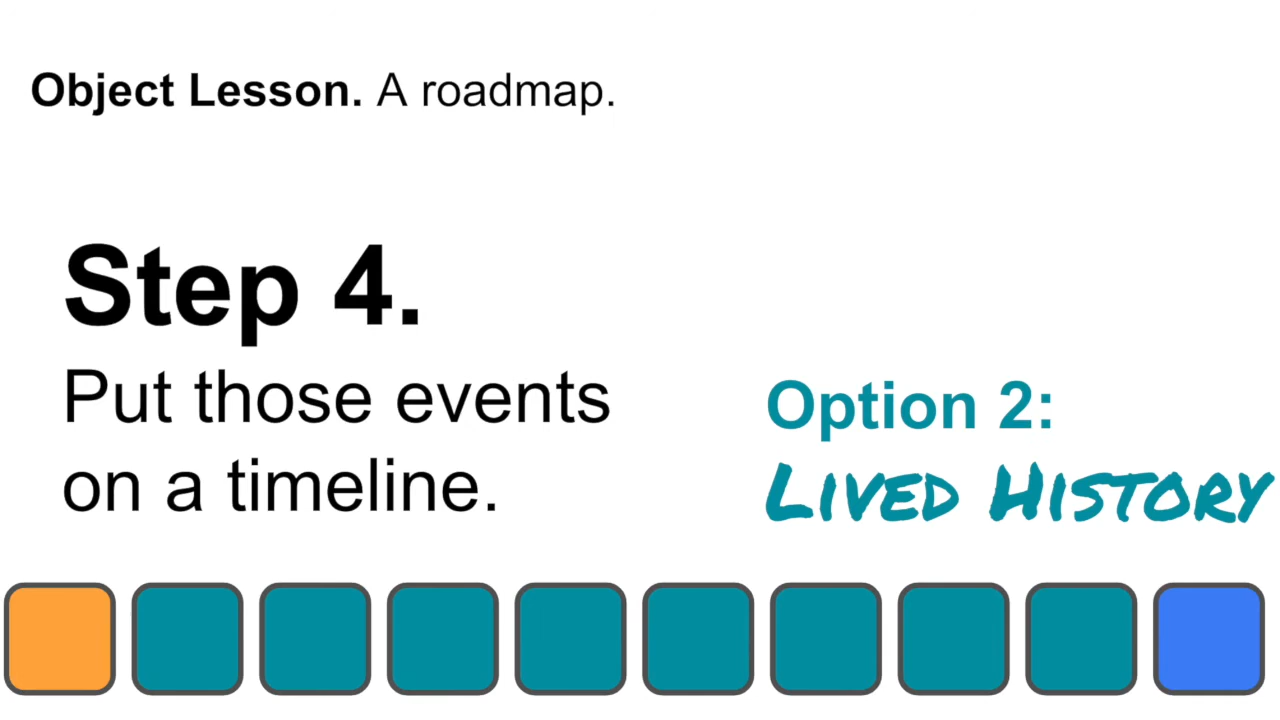 Object Lesson. A roadmap.
Step 4.
Put those events
on a timeline.
Option 2:
LIVED HISTORY